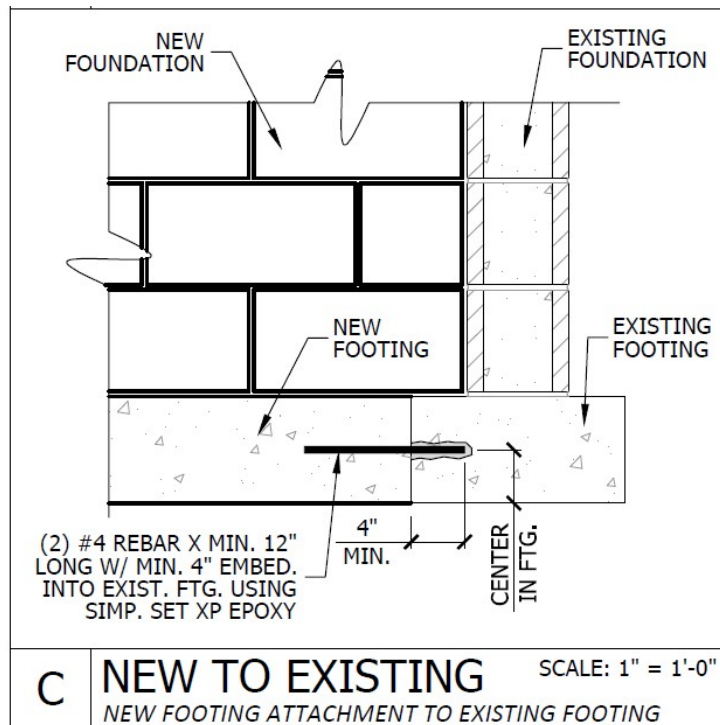 NEW
FOUNDATION
EXISTING
FOUNDATION
NEW
FOOTING
EXISTING
FOOTING
(2) #4 REBAR X MIN. 12"
LONG W/ MIN. 4" EMBED.
INTO EXIST. FTG. USING
SIMP. SET XP EPOXY
4"
MIN.
CENTER
IN FTG.
C
NEW TO EXISTING
SCALE: 1" = 1'-0"
NEW FOOTING ATTACHMENT TO EXISTING FOOTING